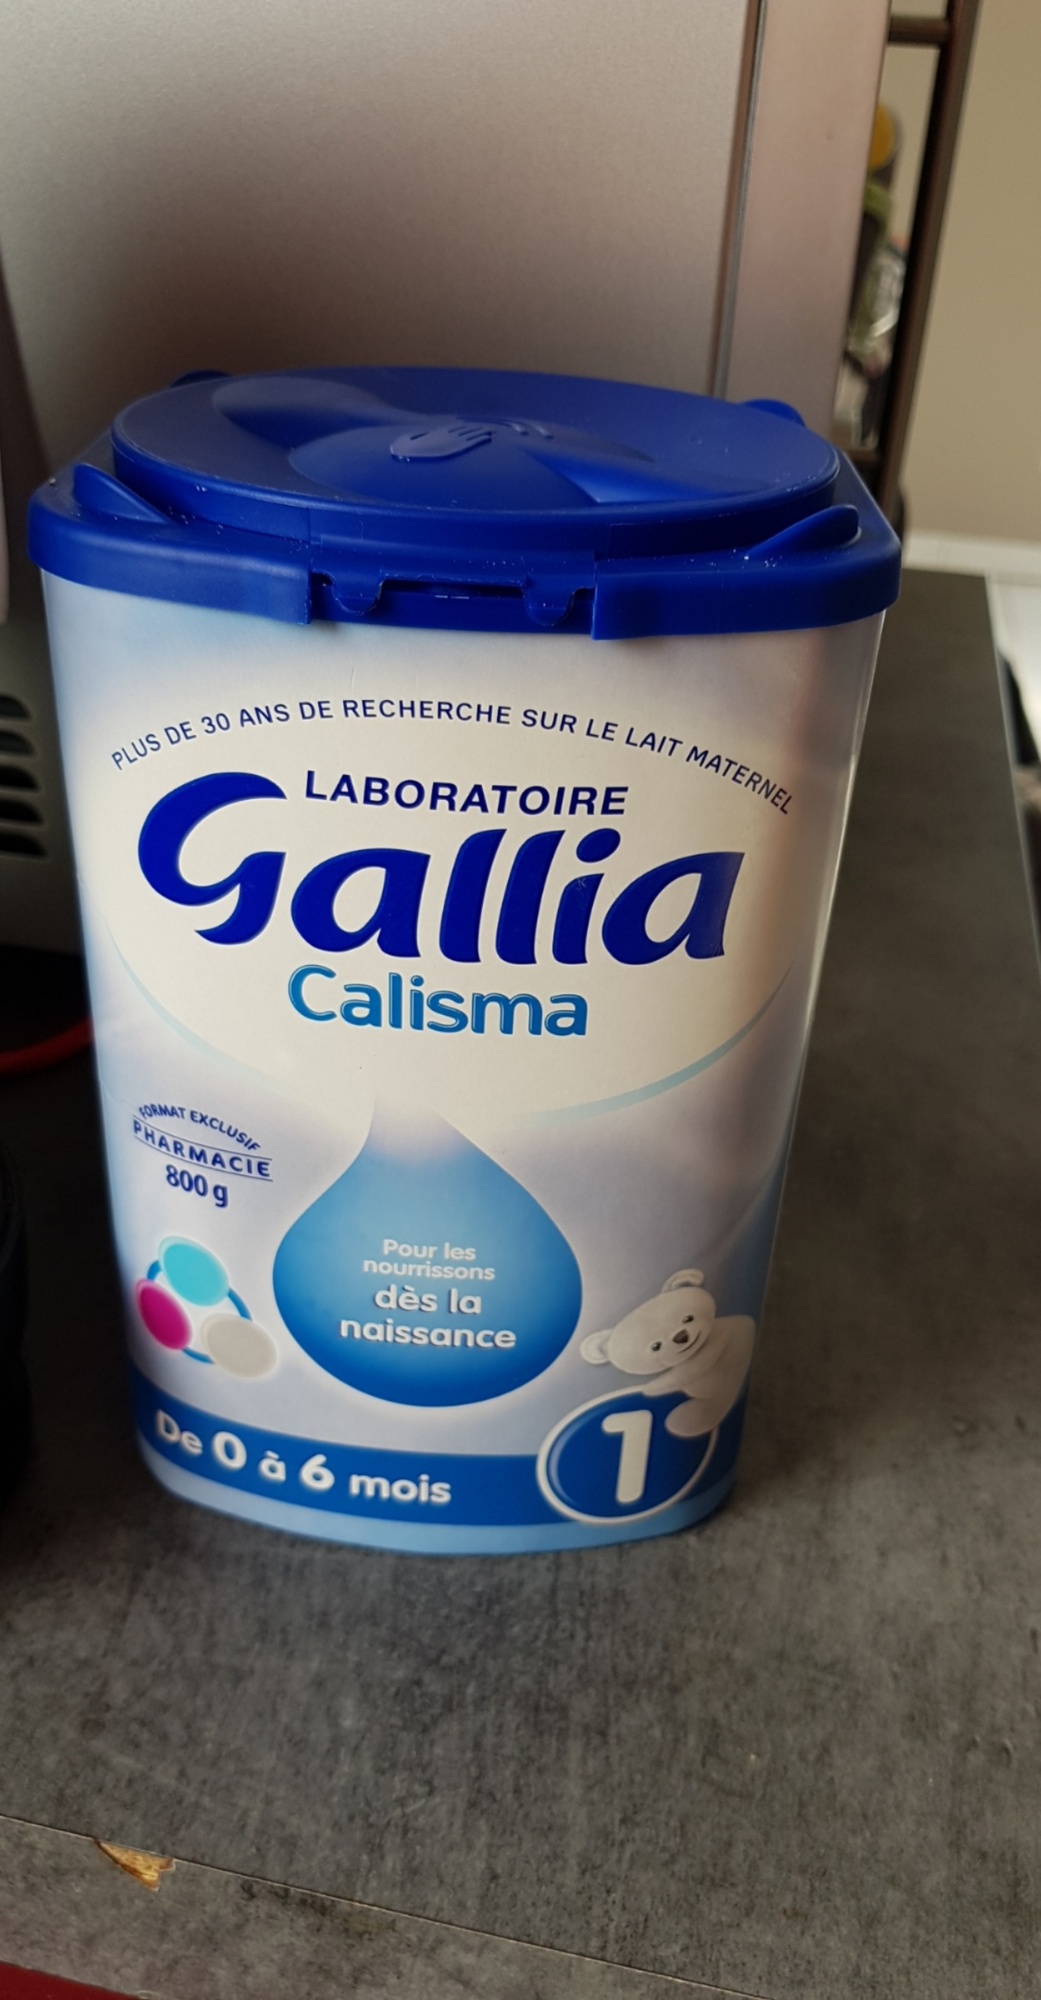 PLUS DE 30 ANS DE RECHERCHE SUR LE LAIT MATERNEL
LABORATOIRE
Gallia
Calisma
FORMAT EXCLUSIF
PHARMACIE
800 g
Pour les
nourrissons
dès la
naissance
De 0 à 6 mois
1